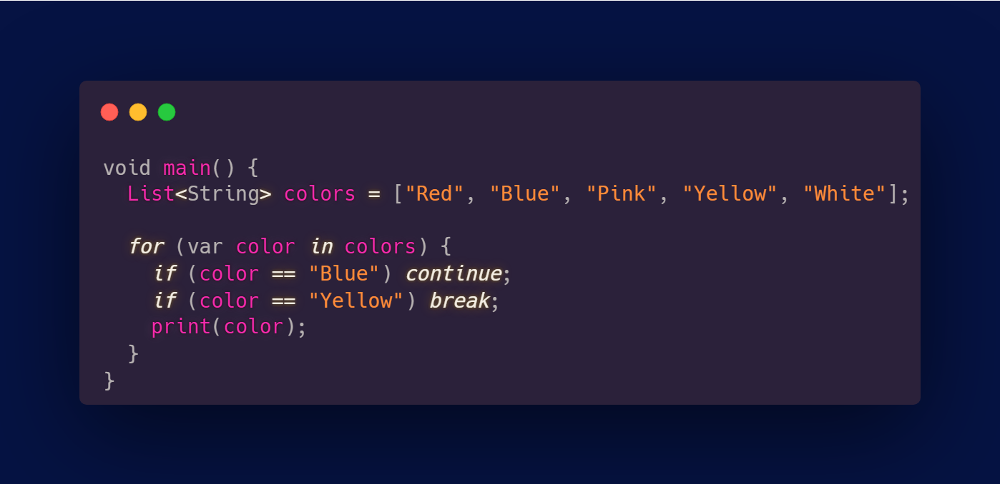 void main() {
  List<String> colors = ["Red", "Blue", "Pink", "Yellow", "White"];
  for (var color in colors) {
    if (color == "Blue") continue;
    if (color == "Yellow") break;
    print(color);
  }
}